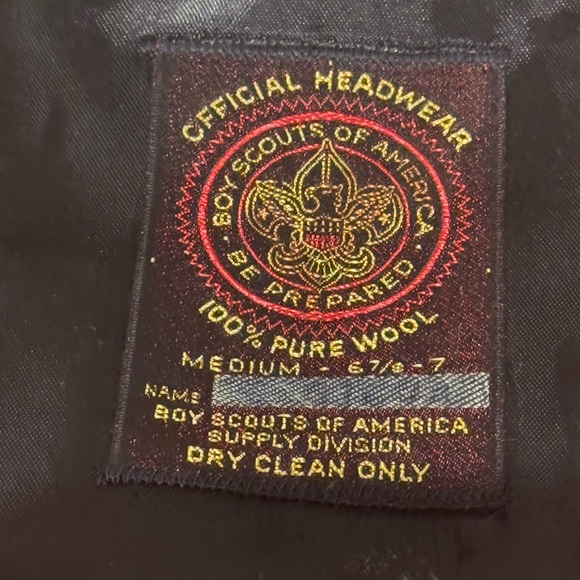 OFFICIAL HEADWEAR
BOY SCOUTS OF AMERICA
· BE PREPARED ·
100% PURE WOOL
MEDIUM - 6 7/8 - 7
NAME
BOY SCOUTS OF AMERICA
SUPPLY DIVISION
DRY CLEAN ONLY